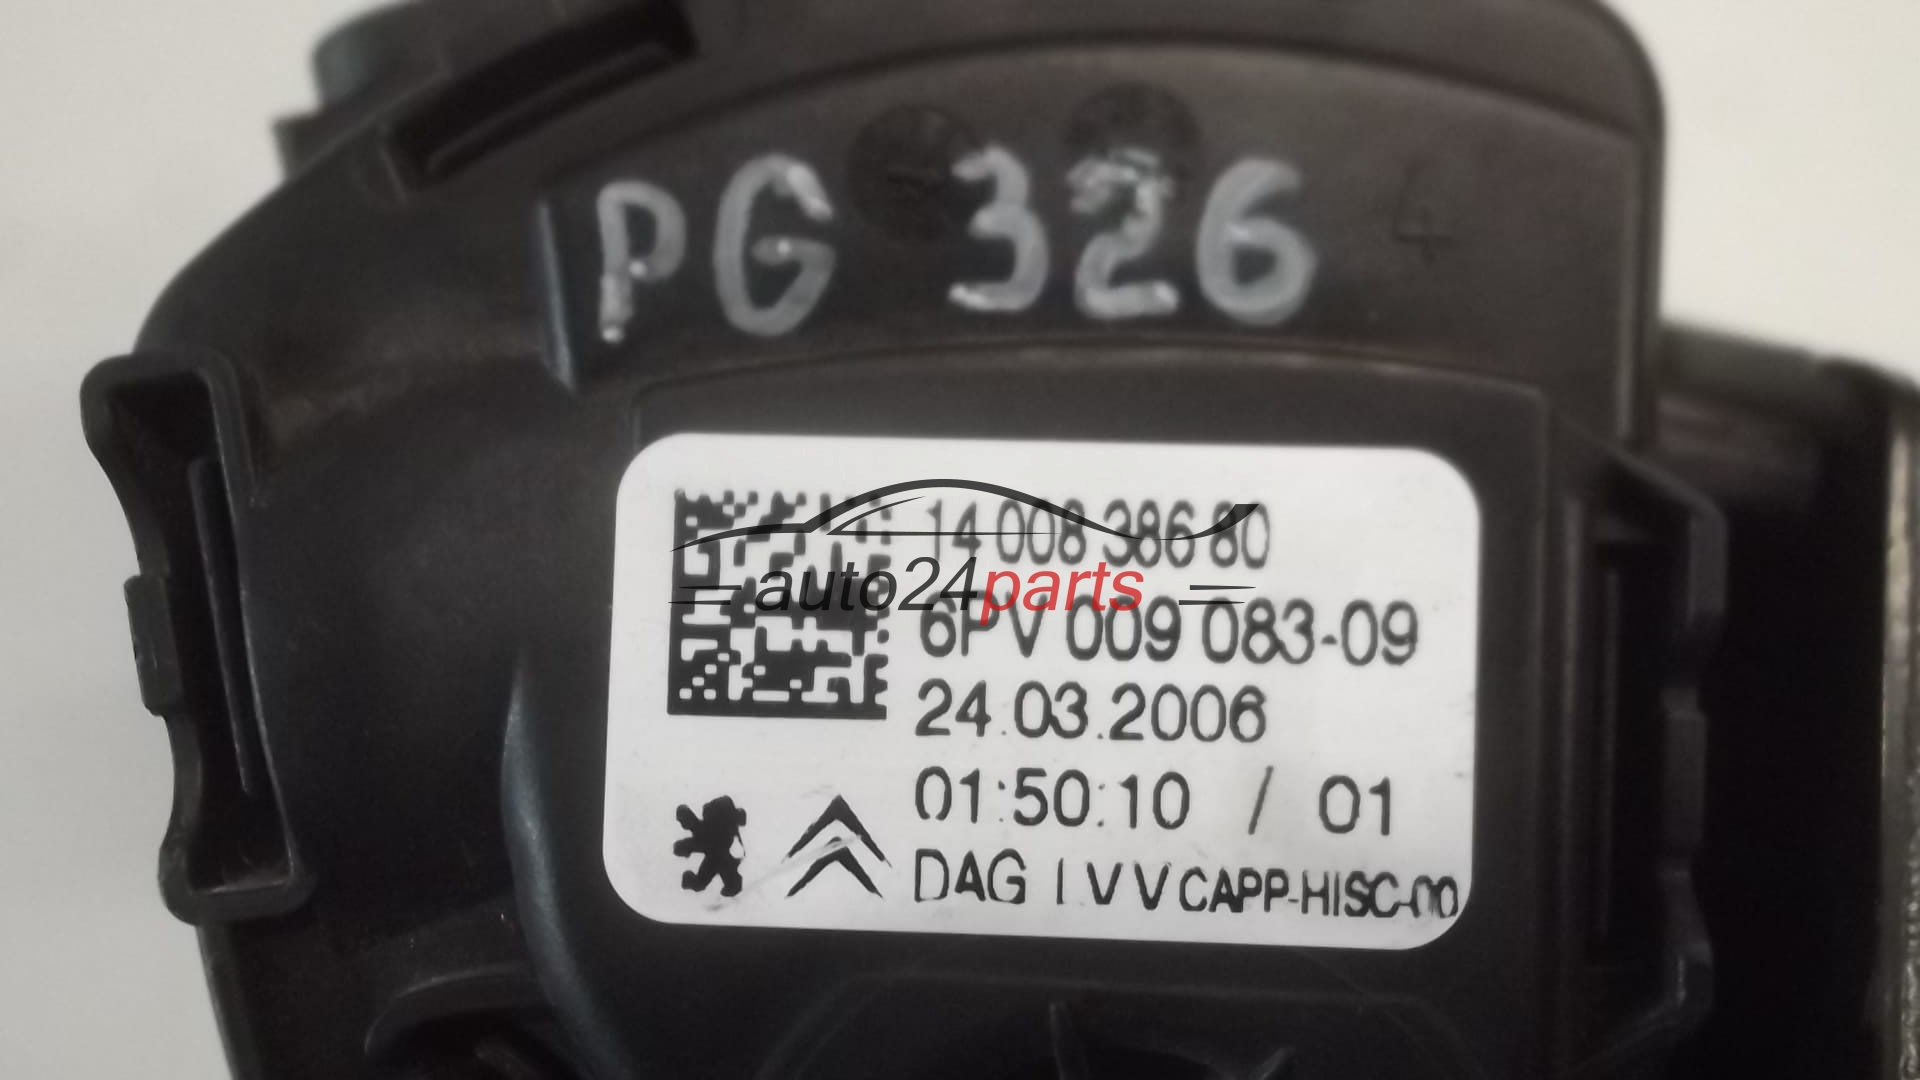 PG 326
4
14 008 386 80
auto24parts
6PV 009 083-09
24.03.2006
01:50:10 / 01
DAG I V V CAPP-HISC-00